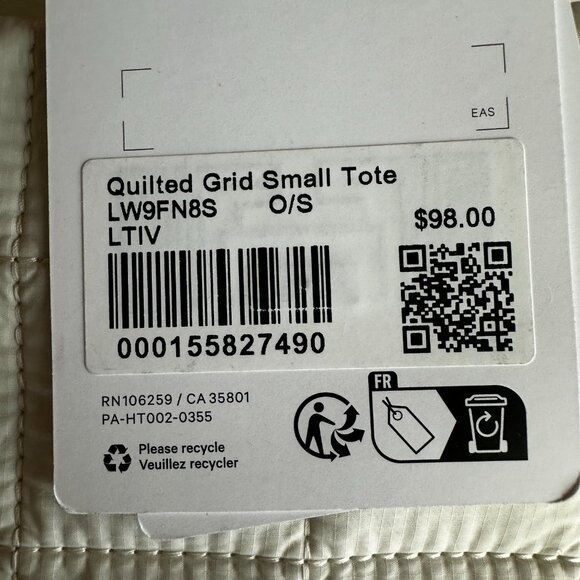 EAS
Quilted Grid Small Tote
LW9FN8S O/S
$98.00
LTIV
000155827490
RN106259 / CA 35801
PA-HT002-0355
FR
Please recycle
Veuillez recycler